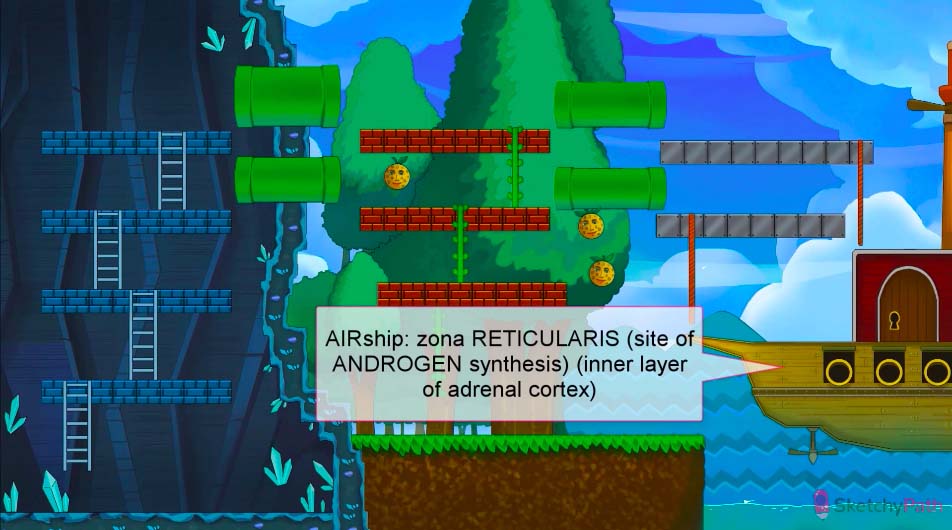 AIRship: zona RETICULARIS (site of
ANDROGEN synthesis) (inner layer
of adrenal cortex)
SketchyPath